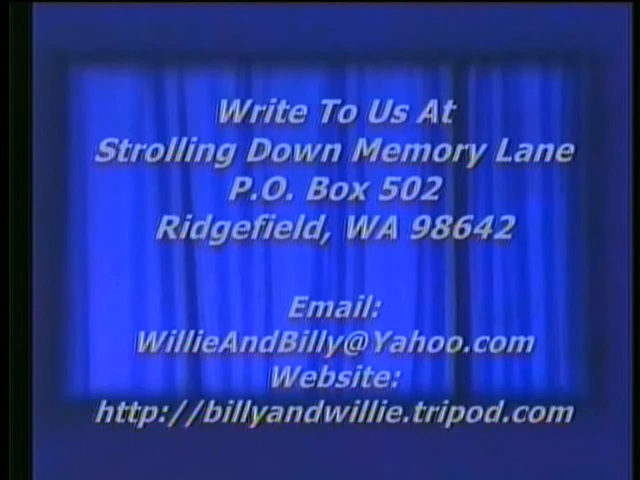 Write To Us At
Strolling Down Memory Lane
P.O. Box 502
Ridgefield, WA 98642
Email:
WillieAndBilly@Yahoo.com
Website:
http://billyandwillie.tripod.com